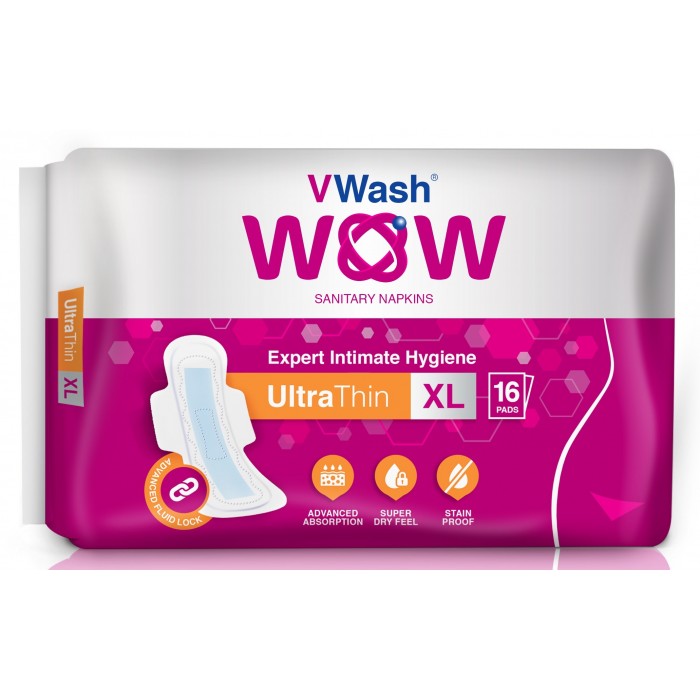 VWash®
WOW
SANITARY NAPKINS
Expert Intimate Hygiene
UltraThin XL 16 PADS
UltraThin XL
ADVANCED FLUID LOCK
ADVANCED ABSORPTION
SUPER DRY FEEL
STAIN PROOF